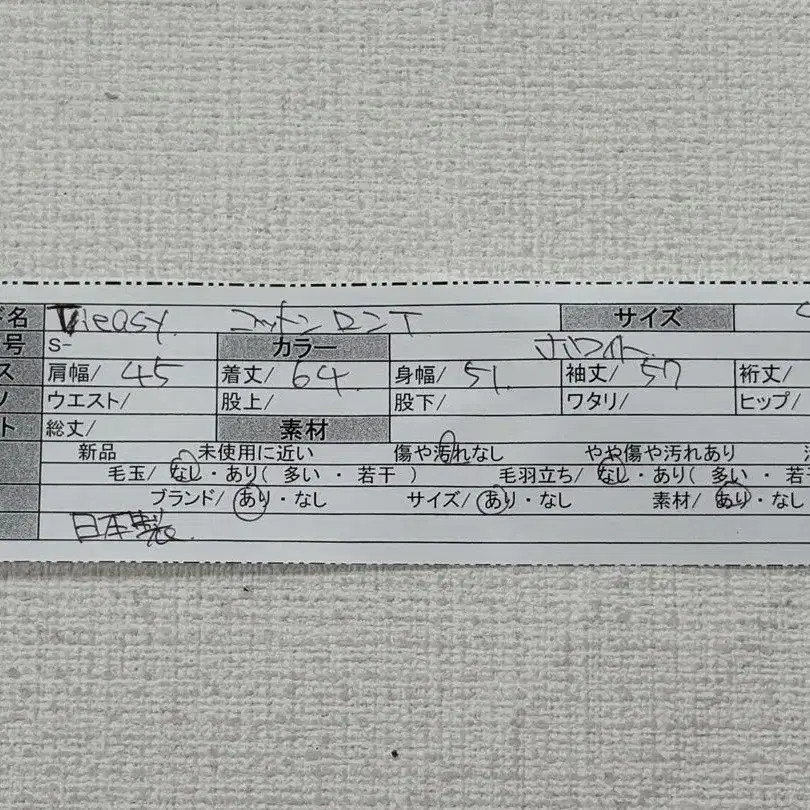 ド名 Tieasy. コットンロンT サイズ
号 S- カラー ホワイト
ス 肩幅/ 45 着丈/ 64. 身幅/ 51. 袖丈/ 57 裄丈/
ウエスト/ 股上/ 股下/ ワタリ/ ヒップ/
ト 総丈/ 素材
新品 未使用に近い 傷や汚れなし やや傷や汚れあり
毛玉/ なし・あり( 多い ・ 若干 ) 毛羽立ち/ なし・あり( 多い ・ 若干
ブランド/ あり・なし サイズ/ あり・なし 素材/ あり・なし
日本製.